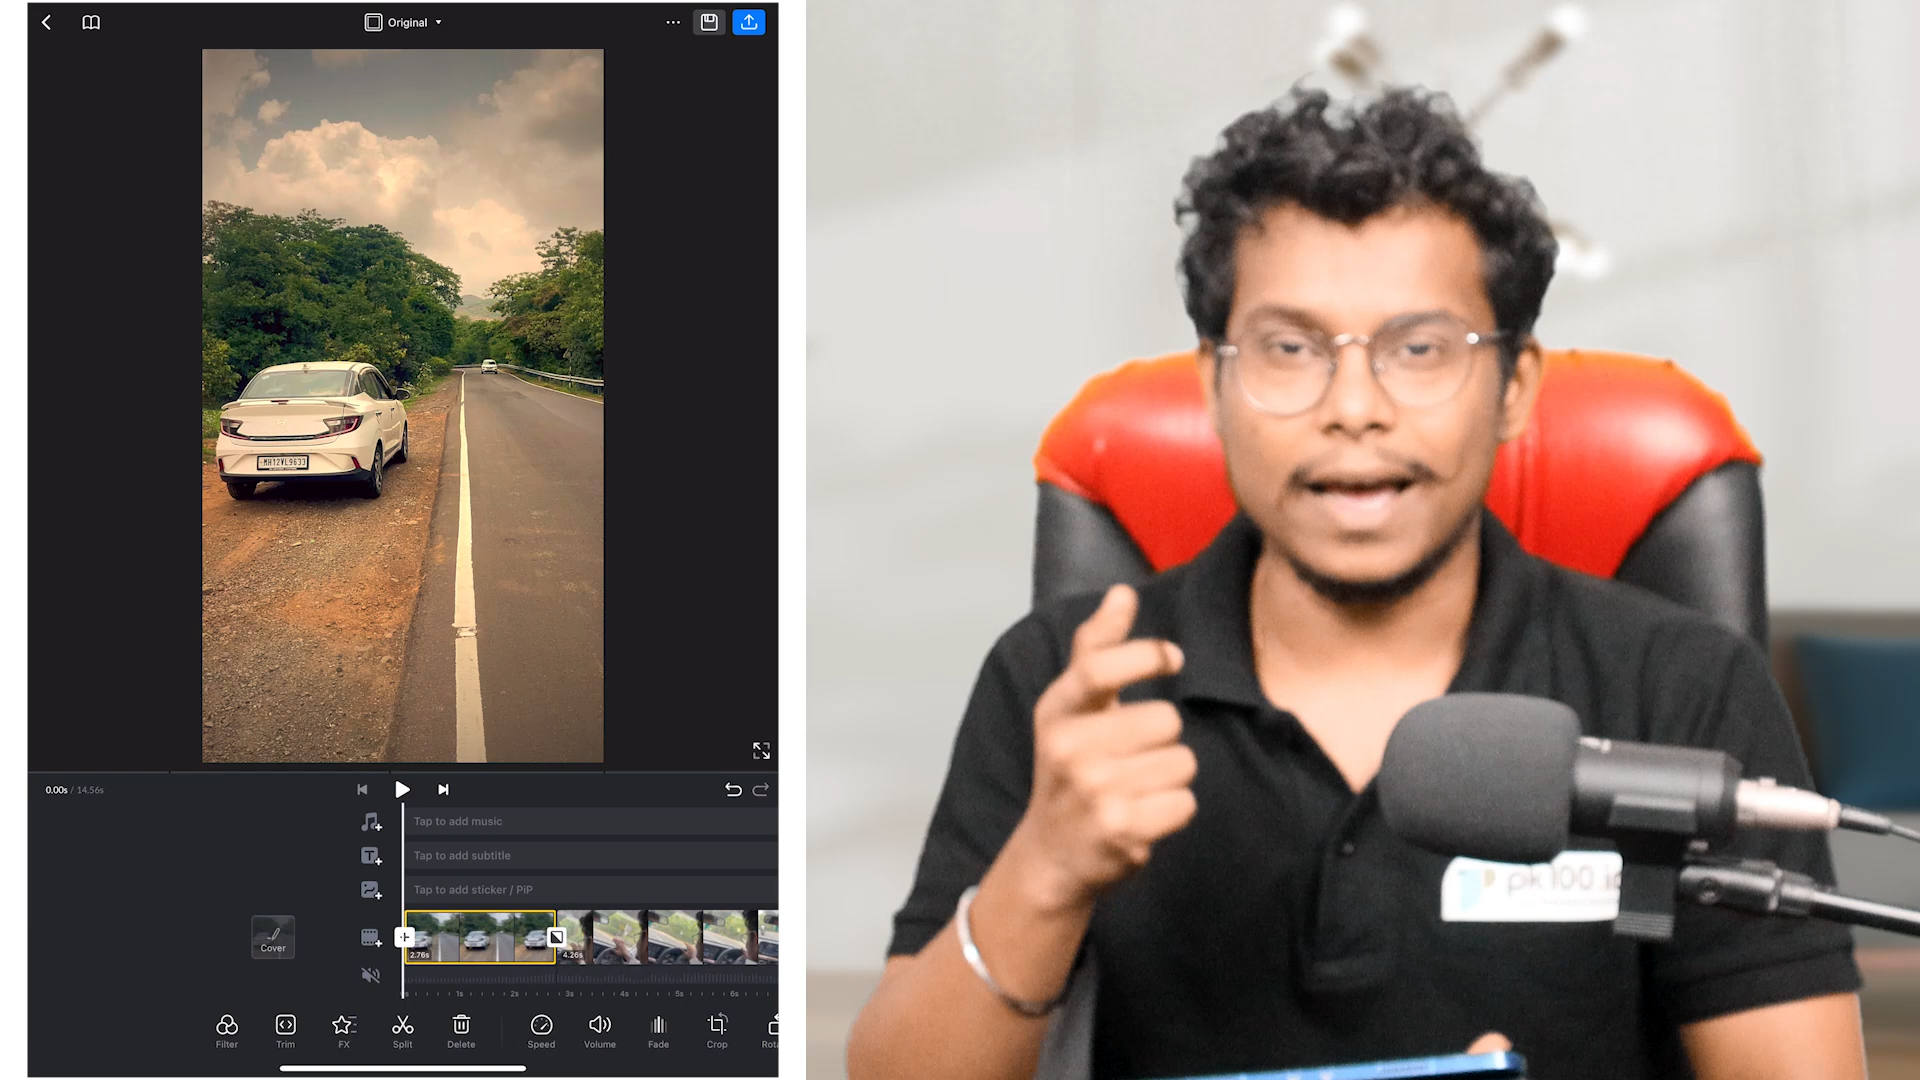 Original
MH12VL9633
0.00s / 14.56s
Tap to add music
Tap to add subtitle
Tap to add sticker / PiP
Cover
2.76s
4.26s
1s 2s 3s 4s 5s 6s
Filter Trim FX Split Delete Speed Volume Fade Crop
pk100.i